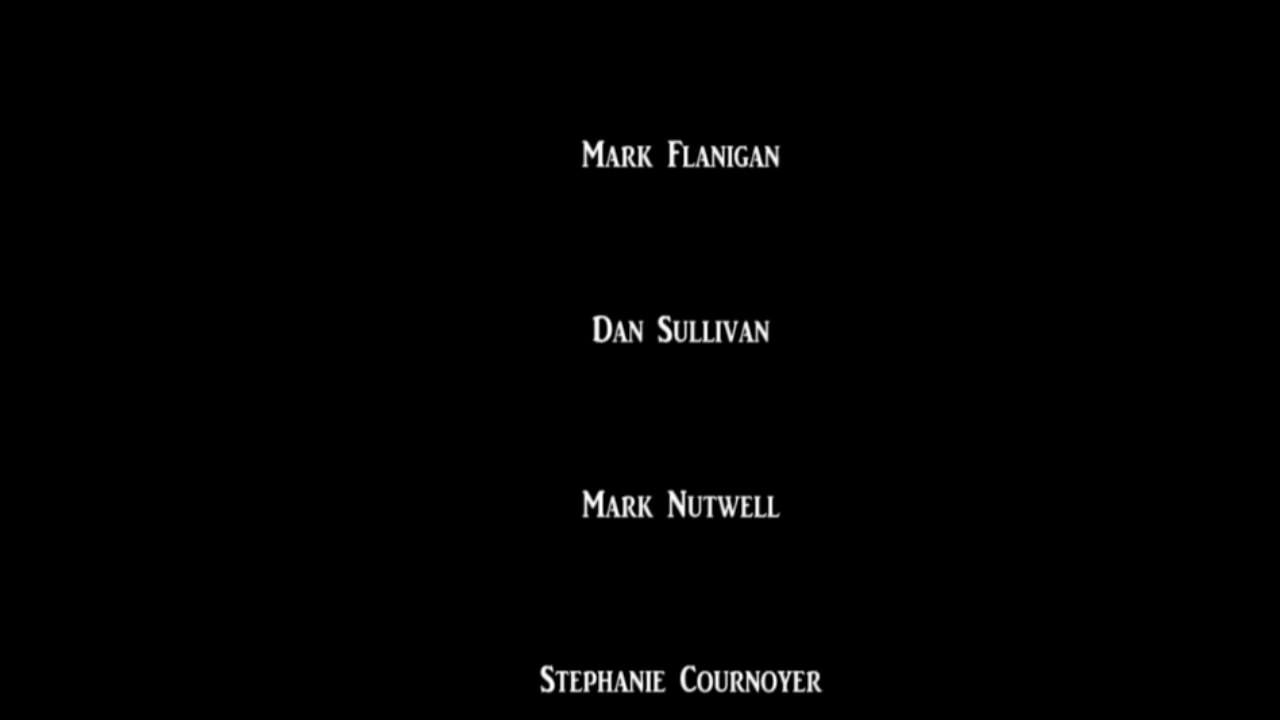 Mark Flanigan
Dan Sullivan
Mark Nutwell
Stephanie Cournoyer